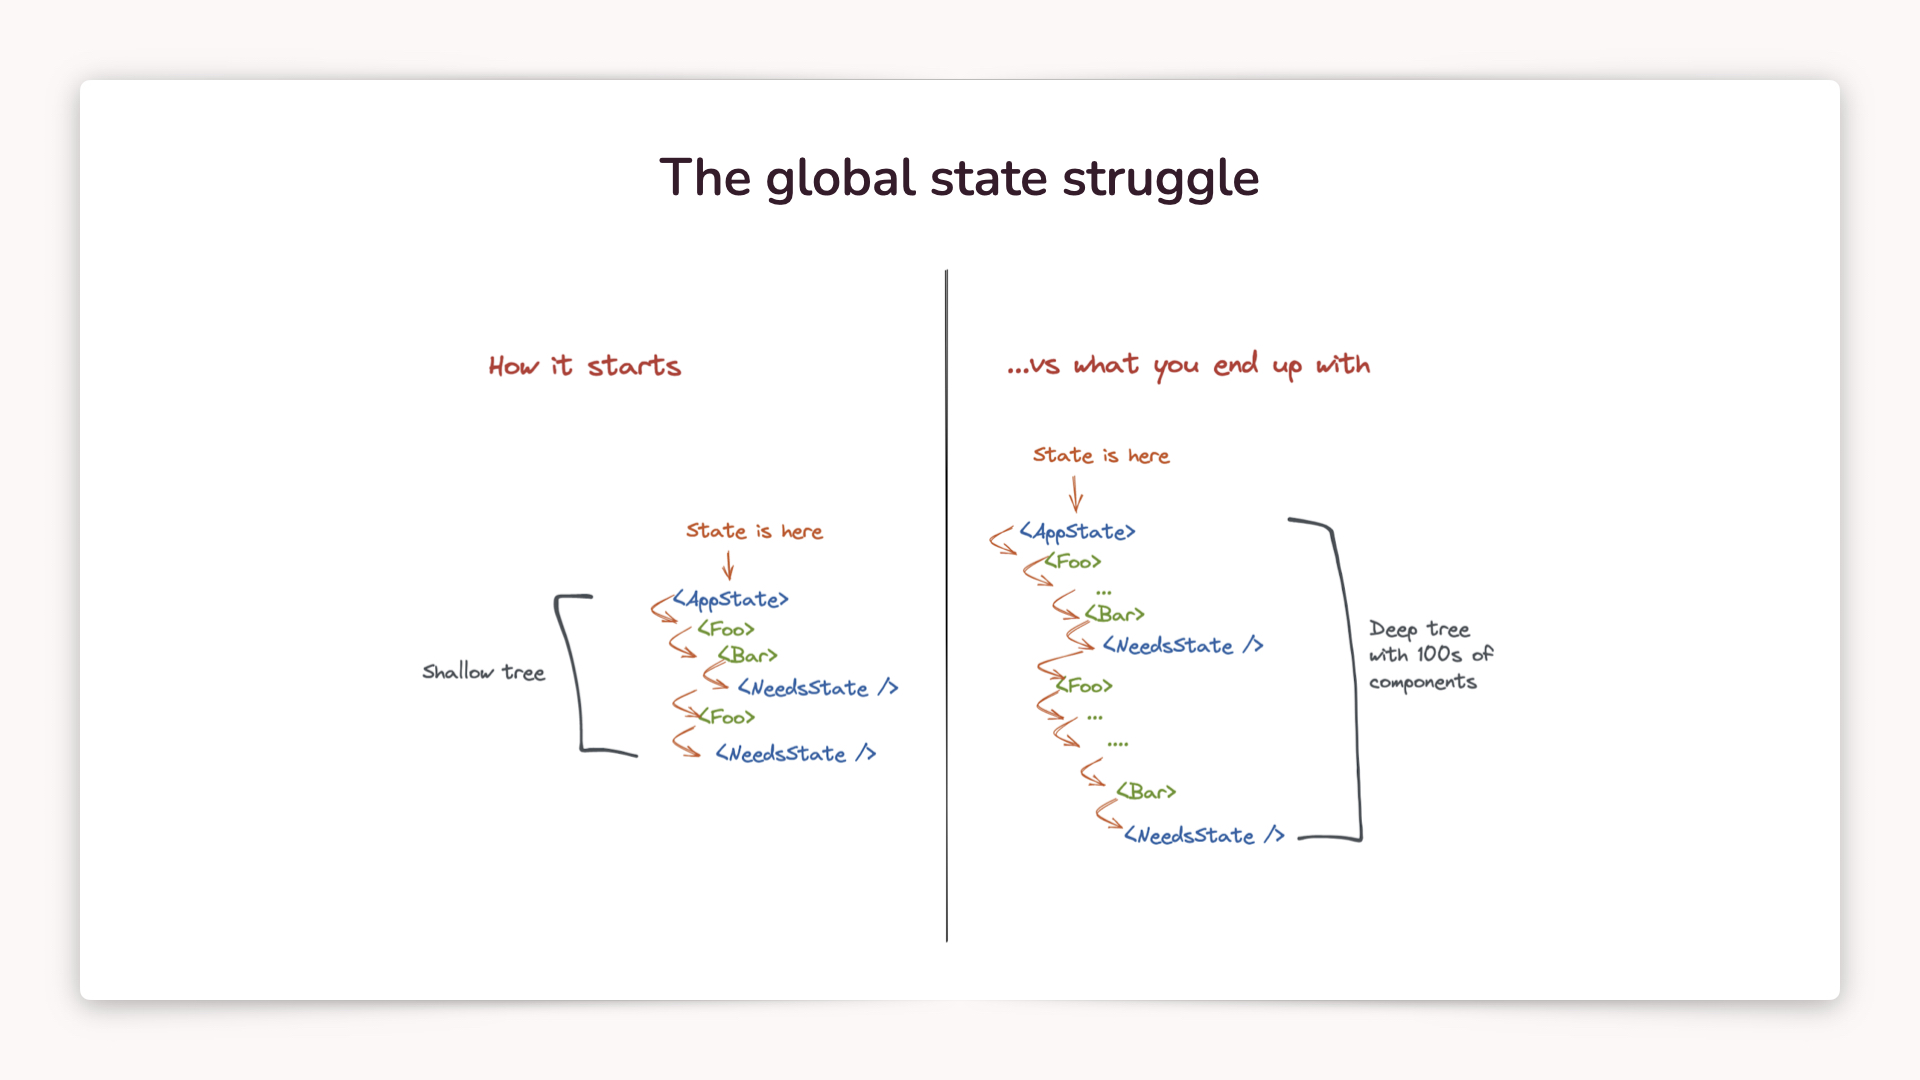 The global state struggle
How it starts
State is here
<AppState>
<Foo>
<Bar>
<NeedsState />
<Foo>
<NeedsState />
Shallow tree
...vs what you end up with
State is here
<AppState>
<Foo>
...
<Bar>
<NeedsState />
<Foo>
...
....
<Bar>
<NeedsState />
Deep tree
with 100s of
components